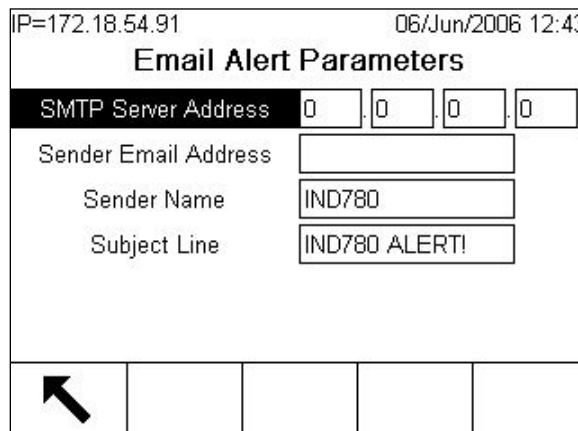 IP=172.18.54.91 06/Jun/2006 12:43
Email Alert Parameters
SMTP Server Address 0 . 0 . 0 . 0
Sender Email Address
Sender Name IND780
Subject Line IND780 ALERT!